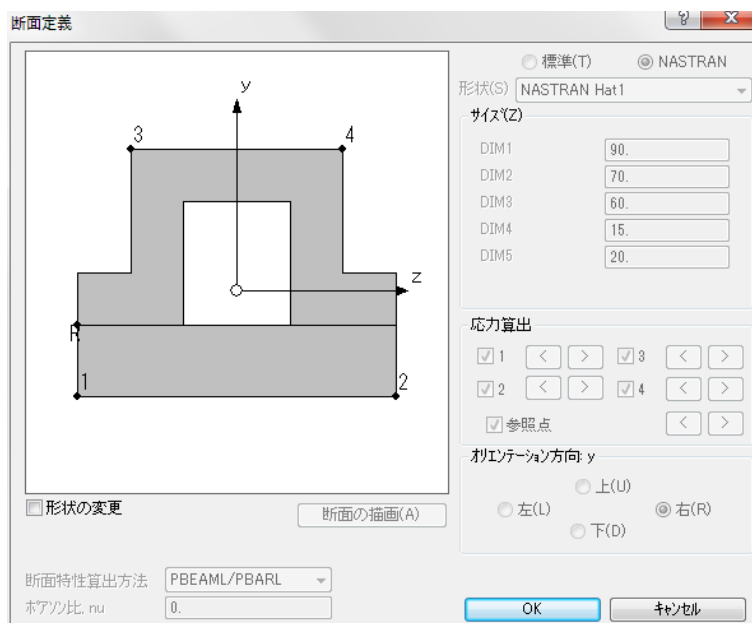 断面定義
標準(T) NASTRAN
形状(S) NASTRAN Hat1
サイズ(Z)
DIM1 90.
DIM2 70.
DIM3 60.
DIM4 15.
DIM5 20.
y
3 4
z
R
1 2
応力算出
1 < > 3 < >
2 < > 4 < >
参照点 < >
オリエンテーション方向: y
上(U)
左(L) 右(R)
下(D)
形状の変更 断面の描画(A)
断面特性算出方法 PBEAML/PBARL
ポアソン比, nu 0.
OK キャンセル